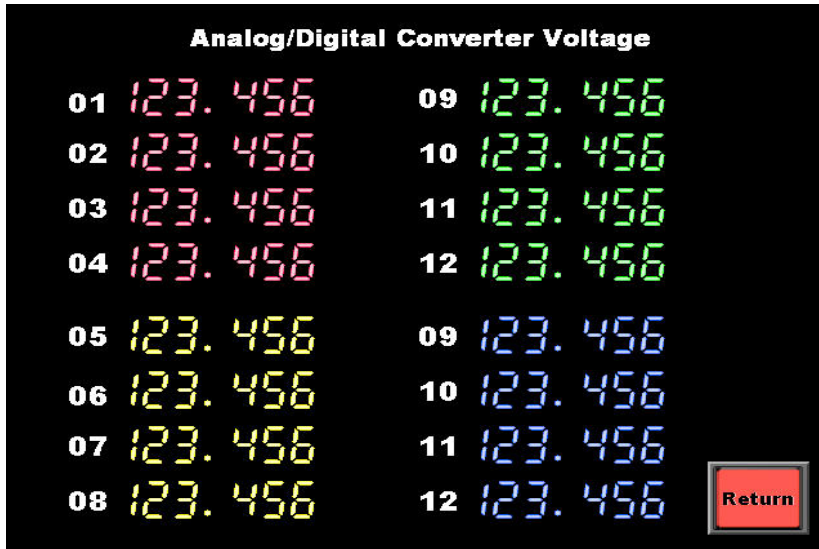 Analog/Digital Converter Voltage
01 123. 456 09 123. 456
02 123. 456 10 123. 456
03 123. 456 11 123. 456
04 123. 456 12 123. 456
05 123. 456 09 123. 456
06 123. 456 10 123. 456
07 123. 456 11 123. 456
08 123. 456 12 123. 456
Return